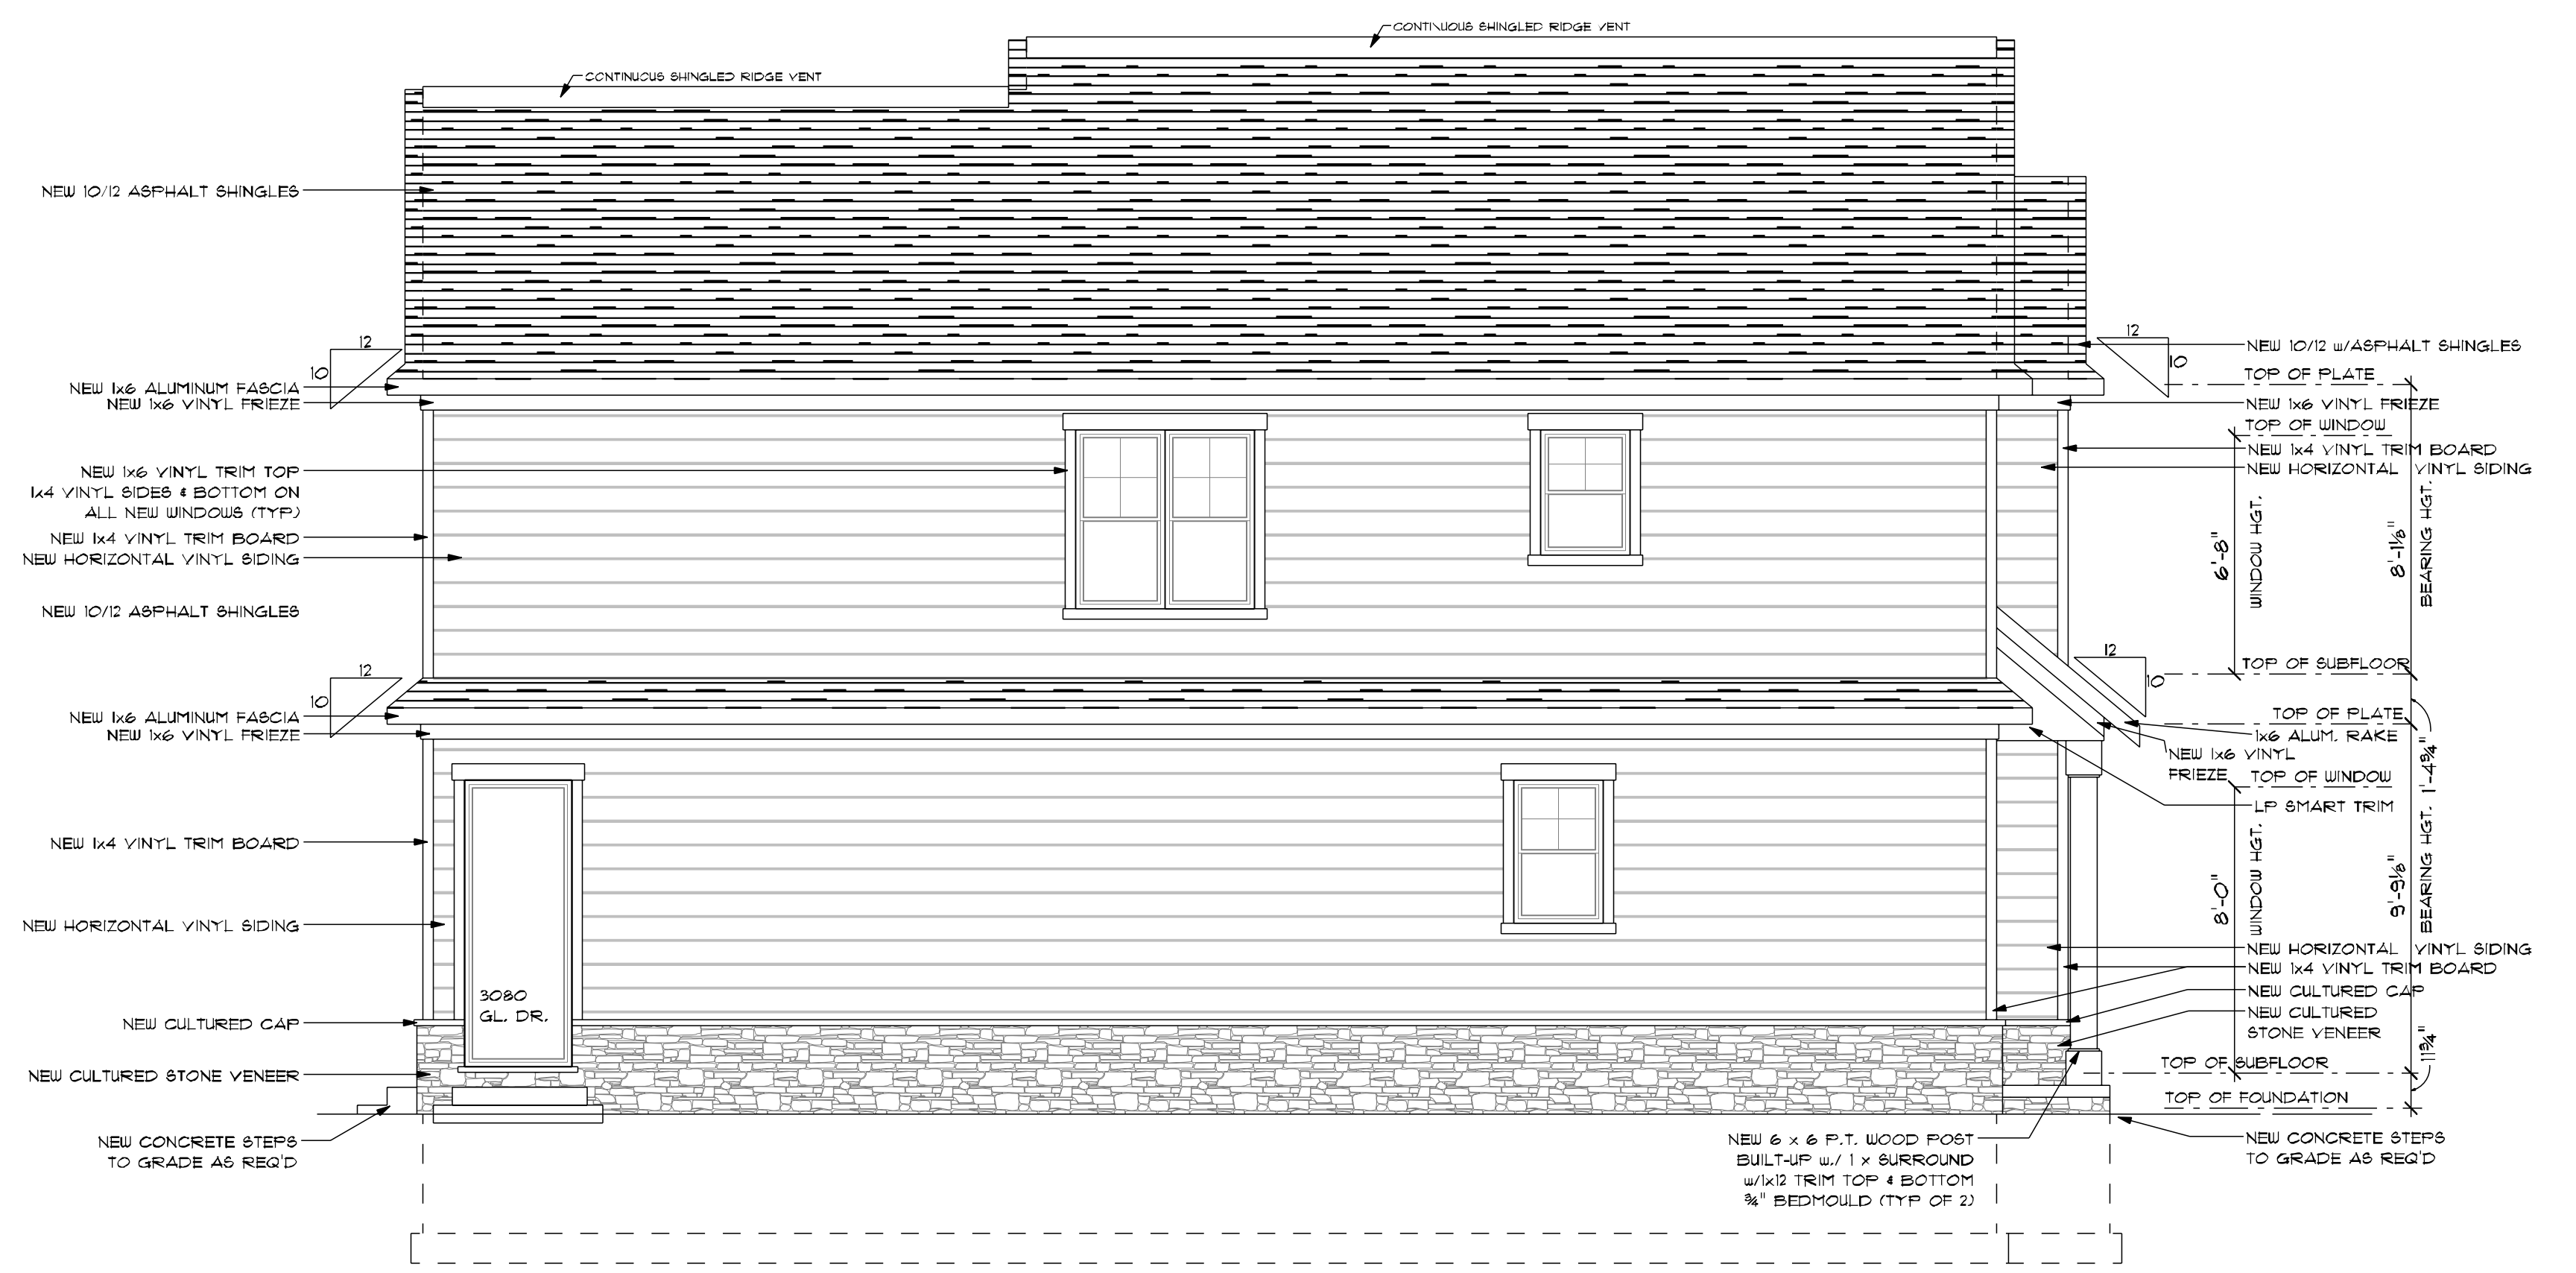 CONTINUOUS SHINGLED RIDGE VENT
CONTINUOUS SHINGLED RIDGE VENT
NEW 10/12 ASPHALT SHINGLES
12
10
NEW 1x6 ALUMINUM FASCIA
NEW 1x6 VINYL FRIEZE
NEW 1x6 VINYL TRIM TOP
1x4 VINYL SIDES & BOTTOM ON
ALL NEW WINDOWS (TYP.)
NEW 1x4 VINYL TRIM BOARD
NEW HORIZONTAL VINYL SIDING
NEW 10/12 ASPHALT SHINGLES
12
10
NEW 1x6 ALUMINUM FASCIA
NEW 1x6 VINYL FRIEZE
NEW 1x4 VINYL TRIM BOARD
NEW HORIZONTAL VINYL SIDING
3080
GL. DR.
NEW CULTURED CAP
NEW CULTURED STONE VENEER
NEW CONCRETE STEPS
TO GRADE AS REQ'D
12
10
NEW 10/12 w/ASPHALT SHINGLES
TOP OF PLATE
NEW 1x6 VINYL FRIEZE
TOP OF WINDOW
NEW 1x4 VINYL TRIM BOARD
NEW HORIZONTAL VINYL SIDING
6'-8"
WINDOW HGT.
8'-1⅛"
BEARING HGT.
12
10
TOP OF SUBFLOOR
TOP OF PLATE
1x6 ALUM. RAKE
NEW 1x6 VINYL
FRIEZE
TOP OF WINDOW
LP SMART TRIM
1'-4¾"
8'-0"
WINDOW HGT.
9'-9⅛"
BEARING HGT.
NEW HORIZONTAL VINYL SIDING
NEW 1x4 VINYL TRIM BOARD
NEW CULTURED CAP
NEW CULTURED
STONE VENEER
11¾"
TOP OF SUBFLOOR
TOP OF FOUNDATION
NEW 6 x 6 P.T. WOOD POST
BUILT-UP w./ 1 x SURROUND
w/1x12 TRIM TOP & BOTTOM
¾" BEDMOULD (TYP OF 2)
NEW CONCRETE STEPS
TO GRADE AS REQ'D